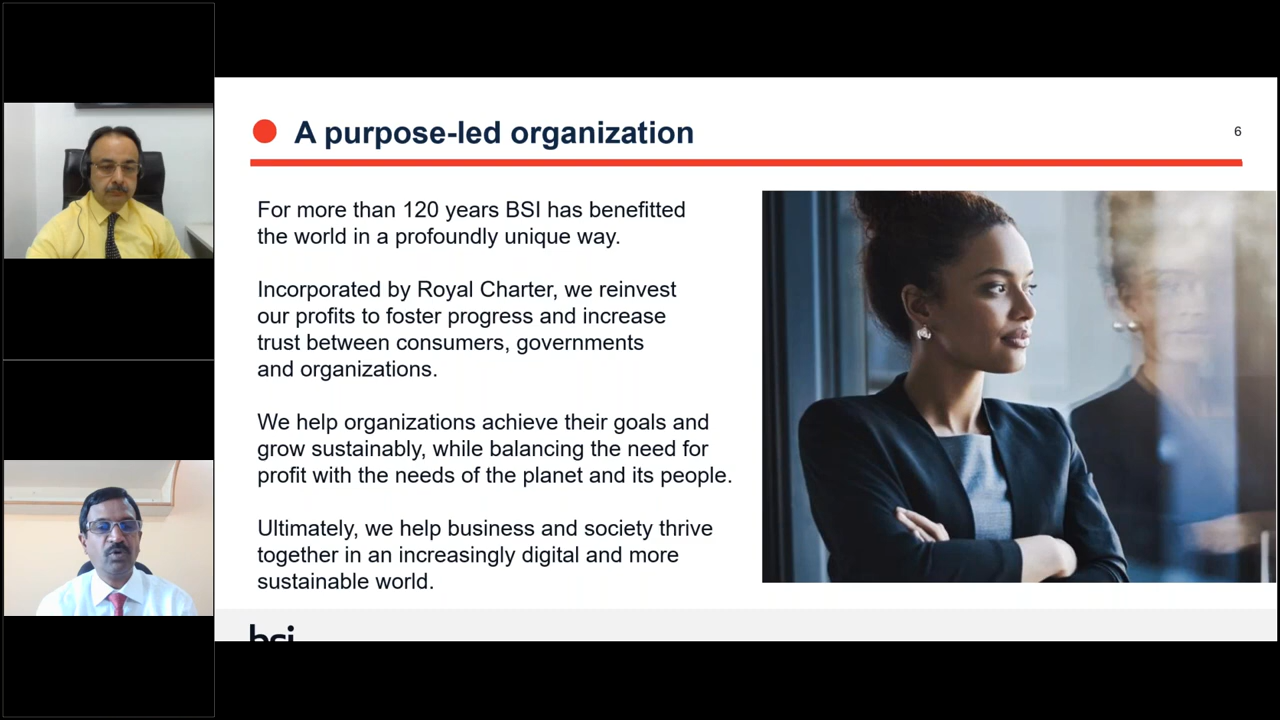 A purpose-led organization
6
For more than 120 years BSI has benefitted
the world in a profoundly unique way.
Incorporated by Royal Charter, we reinvest
our profits to foster progress and increase
trust between consumers, governments
and organizations.
We help organizations achieve their goals and
grow sustainably, while balancing the need for
profit with the needs of the planet and its people.
Ultimately, we help business and society thrive
together in an increasingly digital and more
sustainable world.
bsi